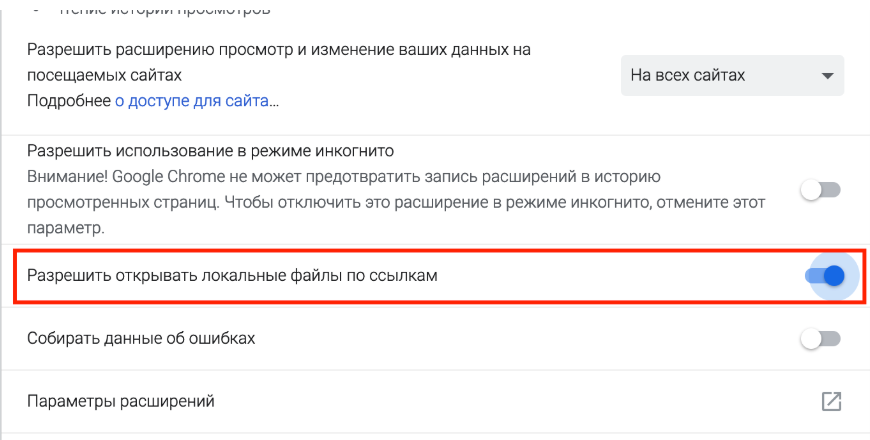 чтение истории просмотров
Разрешить расширению просмотр и изменение ваших данных на
посещаемых сайтах
На всех сайтах
Подробнее о доступе для сайта...
Разрешить использование в режиме инкогнито
Внимание! Google Chrome не может предотвратить запись расширений в историю
просмотренных страниц. Чтобы отключить это расширение в режиме инкогнито, отмените этот
параметр.
Разрешить открывать локальные файлы по ссылкам
Собирать данные об ошибках
Параметры расширений